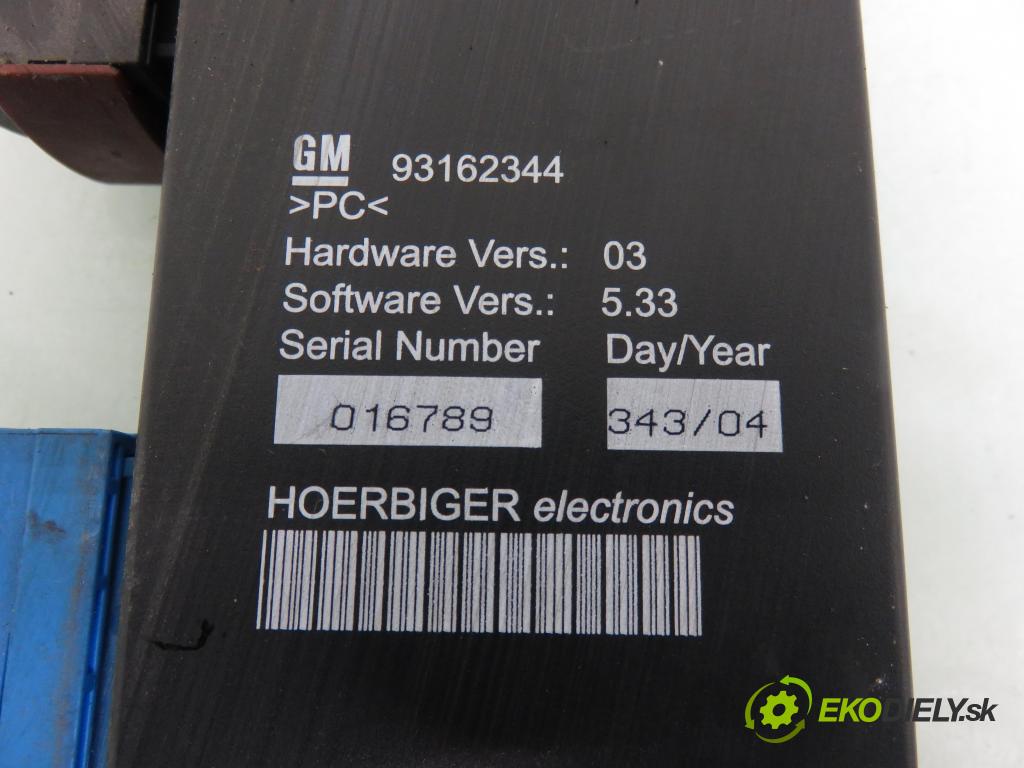 GM 93162344
>PC<
Hardware Vers.: 03
Software Vers.: 5.33
Serial Number Day/Year
016789 343/04
HOERBIGER electronics
EKODIELY.sk